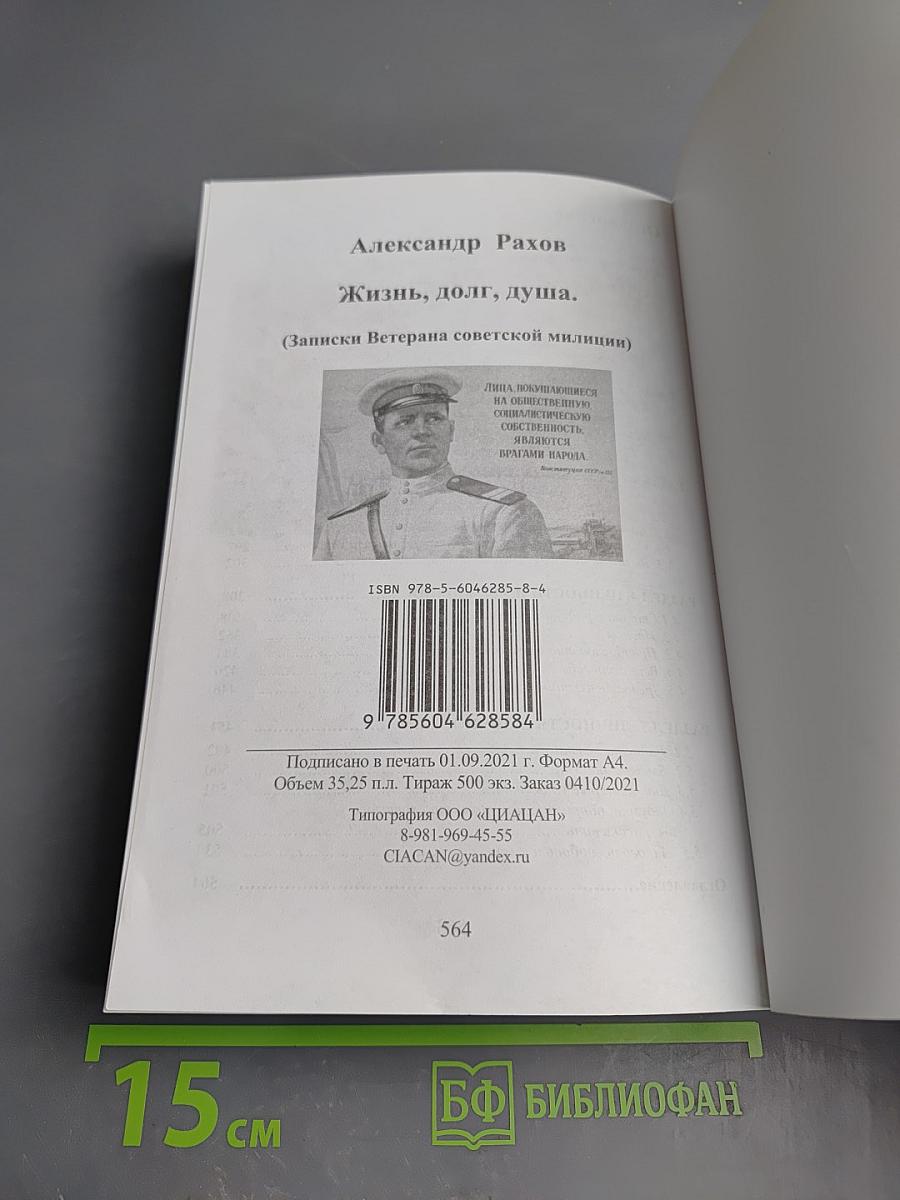 Александр Рахов
Жизнь, долг, душа.
(Записки Ветерана советской милиции)
ЛИЦА, ПОКУШАЮЩИЕСЯ
НА ОБЩЕСТВЕННУЮ,
СОЦИАЛИСТИЧЕСКУЮ
СОБСТВЕННОСТЬ,
ЯВЛЯЮТСЯ
ВРАГАМИ НАРОДА.
Конституция СССР
ISBN 978-5-6046285-8-4
9 785604 628584
Подписано в печать 01.09.2021 г. Формат А4.
Объем 35,25 п.л. Тираж 500 экз. Заказ 0410/2021
Типография ООО «ЦИАЦАН»
8-981-969-45-55
CIACAN@yandex.ru
564
15 см
БФ БИБЛИОФАН